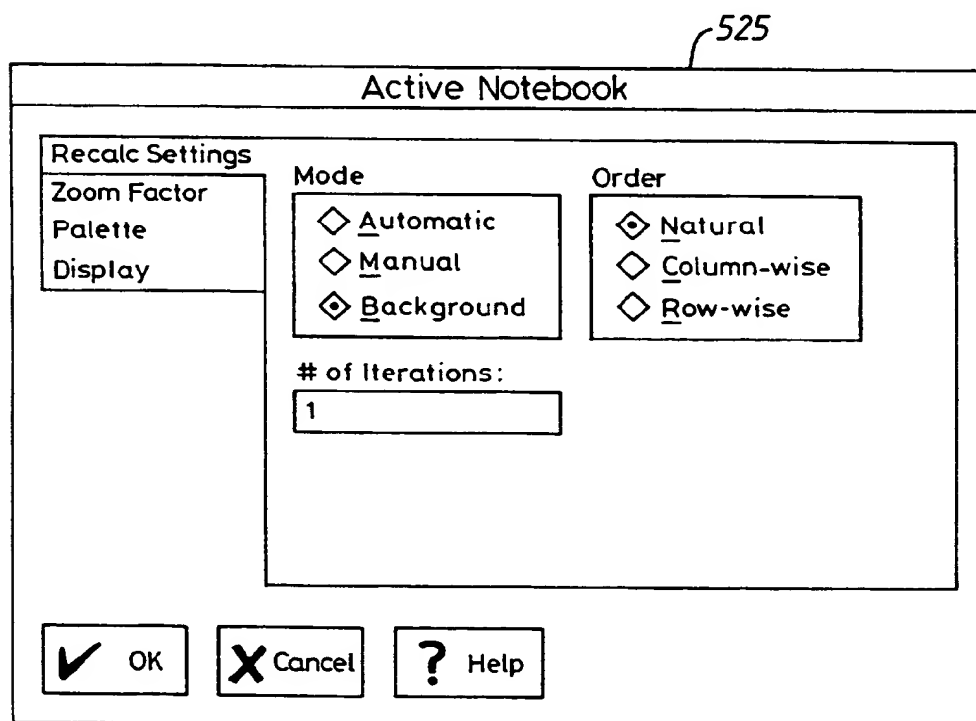 525
Active Notebook
Recalc Settings
Zoom Factor
Palette
Display
Mode
Automatic
Manual
Background
Order
Natural
Column-wise
Row-wise
# of Iterations:
1
OK
Cancel
? Help